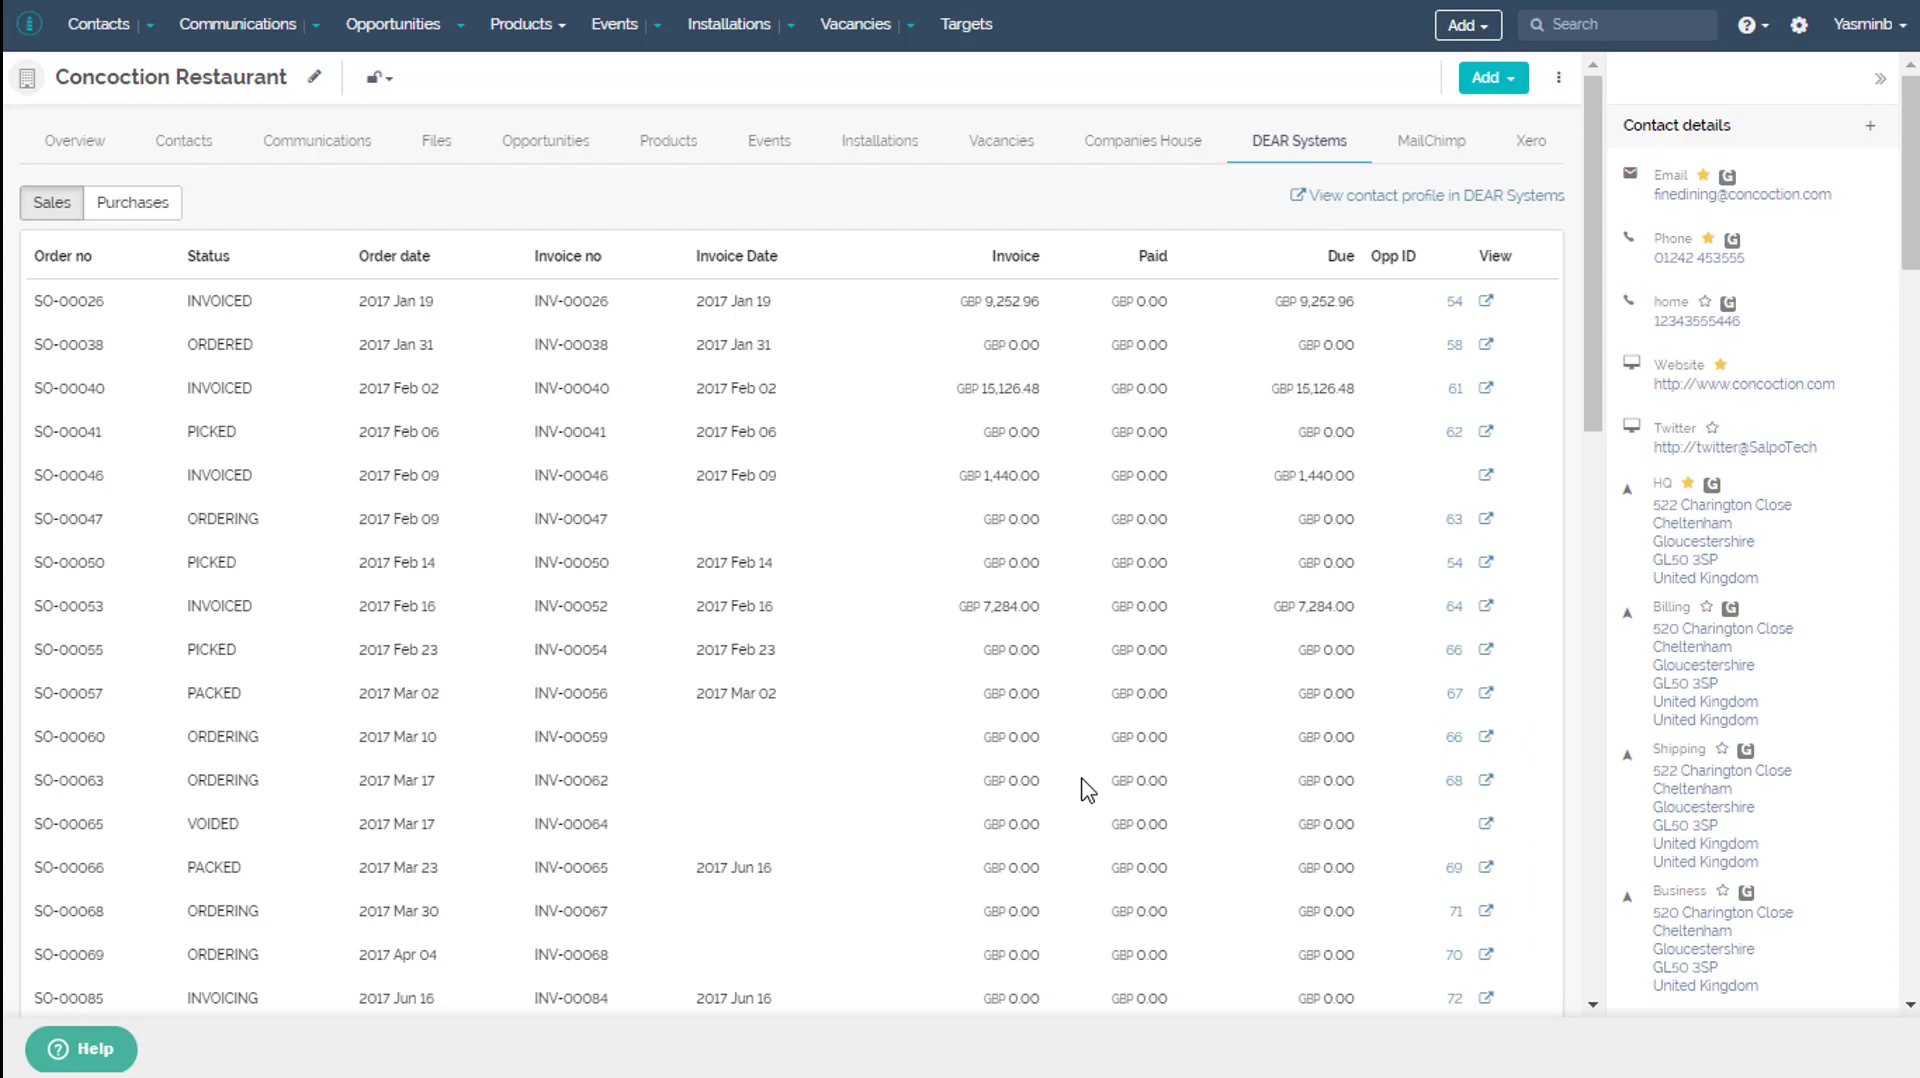 Contacts Communications Opportunities Products Events Installations Vacancies Targets Add Search Yasminb
Concoction Restaurant Add
Overview Contacts Communications Files Opportunities Products Events Installations Vacancies Companies House DEAR Systems MailChimp Xero
Sales Purchases View contact profile in DEAR Systems
Order no Status Order date Invoice no Invoice Date Invoice Paid Due Opp ID View
SO-00026 INVOICED 2017 Jan 19 INV-00026 2017 Jan 19 GBP 9,252.96 GBP 0.00 GBP 9,252.96 54
SO-00038 ORDERED 2017 Jan 31 INV-00038 2017 Jan 31 GBP 0.00 GBP 0.00 GBP 0.00 58
SO-00040 INVOICED 2017 Feb 02 INV-00040 2017 Feb 02 GBP 15,126.48 GBP 0.00 GBP 15,126.48 61
SO-00041 PICKED 2017 Feb 06 INV-00041 2017 Feb 06 GBP 0.00 GBP 0.00 GBP 0.00 62
SO-00046 INVOICED 2017 Feb 09 INV-00046 2017 Feb 09 GBP 1,440.00 GBP 0.00 GBP 1,440.00
SO-00047 ORDERING 2017 Feb 09 INV-00047 GBP 0.00 GBP 0.00 GBP 0.00 63
SO-00050 PICKED 2017 Feb 14 INV-00050 2017 Feb 14 GBP 0.00 GBP 0.00 GBP 0.00 54
SO-00053 INVOICED 2017 Feb 16 INV-00052 2017 Feb 16 GBP 7,284.00 GBP 0.00 GBP 7,284.00 64
SO-00055 PICKED 2017 Feb 23 INV-00054 2017 Feb 23 GBP 0.00 GBP 0.00 GBP 0.00 66
SO-00057 PACKED 2017 Mar 02 INV-00056 2017 Mar 02 GBP 0.00 GBP 0.00 GBP 0.00 67
SO-00060 ORDERING 2017 Mar 10 INV-00059 GBP 0.00 GBP 0.00 GBP 0.00 66
SO-00063 ORDERING 2017 Mar 17 INV-00062 GBP 0.00 GBP 0.00 GBP 0.00 68
SO-00065 VOIDED 2017 Mar 17 INV-00064 GBP 0.00 GBP 0.00 GBP 0.00
SO-00066 PACKED 2017 Mar 23 INV-00065 2017 Jun 16 GBP 0.00 GBP 0.00 GBP 0.00 69
SO-00068 ORDERING 2017 Mar 30 INV-00067 GBP 0.00 GBP 0.00 GBP 0.00 71
SO-00069 ORDERING 2017 Apr 04 INV-00068 GBP 0.00 GBP 0.00 GBP 0.00 70
SO-00085 INVOICING 2017 Jun 16 INV-00084 2017 Jun 16 GBP 0.00 GBP 0.00 GBP 0.00 72
Contact details
Email G
finedining@concoction.com
Phone G
01242 453555
home G
12343555446
Website
http://www.concoction.com
Twitter
http://twitter@SalpoTech
HQ G
522 Charington Close
Cheltenham
Gloucestershire
GL50 3SP
United Kingdom
Billing G
520 Charington Close
Cheltenham
Gloucestershire
GL50 3SP
United Kingdom
United Kingdom
Shipping G
522 Charington Close
Cheltenham
Gloucestershire
GL50 3SP
United Kingdom
United Kingdom
Business G
520 Charington Close
Cheltenham
Gloucestershire
GL50 3SP
United Kingdom
Help